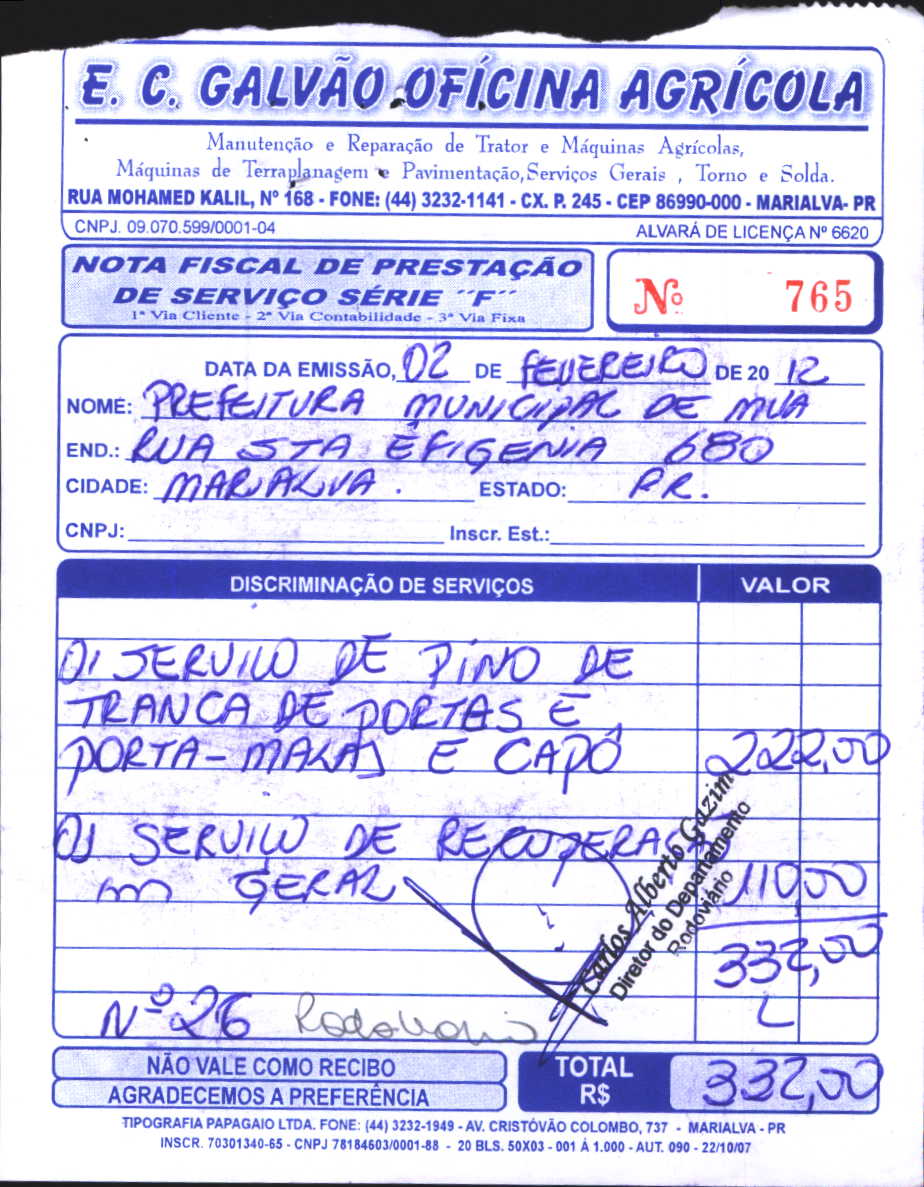 E. C. GALVÃO OFÍCINA AGRÍCOLA
Manutenção e Reparação de Trator e Máquinas Agrícolas,
Máquinas de Terraplanagem e Pavimentação,Serviços Gerais , Torno e Solda.
RUA MOHAMED KALIL, Nº 168 - FONE: (44) 3232-1141 - CX. P. 245 - CEP 86990-000 - MARIALVA- PR
CNPJ. 09.070.599/0001-04 ALVARÁ DE LICENÇA Nº 6620
NOTA FISCAL DE PRESTAÇÃO
DE SERVIÇO SÉRIE "F"
1ª Via Cliente - 2ª Via Contabilidade - 3ª Via Fixa
Nº 765
DATA DA EMISSÃO, 02 DE FEVEREIRO DE 20 12
NOME: PREFEITURA MUNICIPAL DE MVA
END.: RUA STA EFIGENIA 680
CIDADE: MARIALVA. ESTADO: PR.
CNPJ: Inscr. Est.:
DISCRIMINAÇÃO DE SERVIÇOS VALOR
01 SERVIÇO DE PINO DE
TRANCA DE PORTAS E
PORTA-MALAS E CAPÔ 222,00
01 SERVIÇO DE RECUPERAÇÃO
EM GERAL 110,00
332,00
Nº 26 Rodoviario
Carlos Alberto Gazim
Diretor do Departamento
Rodoviário
NÃO VALE COMO RECIBO
AGRADECEMOS A PREFERÊNCIA
TOTAL
R$ 332,00
TIPOGRAFIA PAPAGAIO LTDA. FONE: (44) 3232-1949 - AV. CRISTÓVÃO COLOMBO, 737 - MARIALVA - PR
INSCR. 70301340-65 - CNPJ 78184603/0001-88 - 20 BLS. 50X03 - 001 Á 1.000 - AUT. 090 - 22/10/07